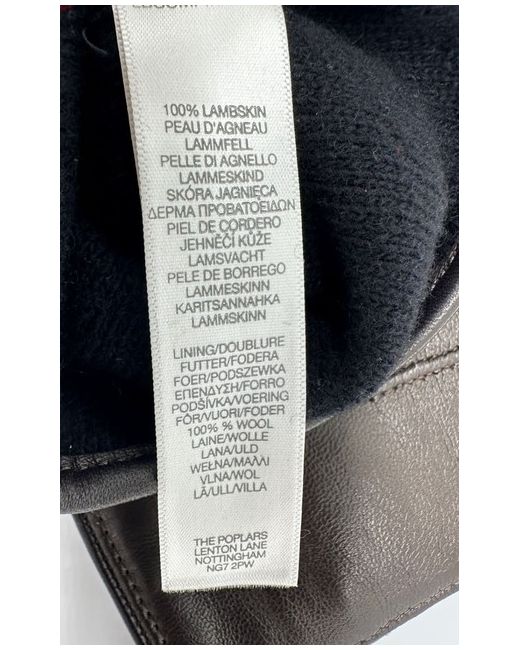 100% LAMBSKIN
PEAU D'AGNEAU
LAMMFELL
PELLE DI AGNELLO
LAMMESKIND
SKÓRA JAGNIĘCA
ΔΕΡΜΑ ΠΡΟΒΑΤΟΕΙΔΩΝ
PIEL DE CORDERO
JEHNĚČÍ KŮŽE
LAMSVACHT
PELE DE BORREGO
LAMMESKINN
KARITSANNAHKA
LAMMSKINN
LINING/DOUBLURE
FUTTER/FODERA
FOER/PODSZEWKA
ΕΠΕΝΔΥΣΗ/FORRO
PODŠÍVKA/VOERING
FÔR/VUORI/FODER
100% % WOOL
LAINE/WOLLE
LANA/ULD
WEŁNA/ΜΑΛΛΙ
VLNA/WOL
LÃ/ULL/VILLA
THE POPLARS
LENTON LANE
NOTTINGHAM
NG7 2PW